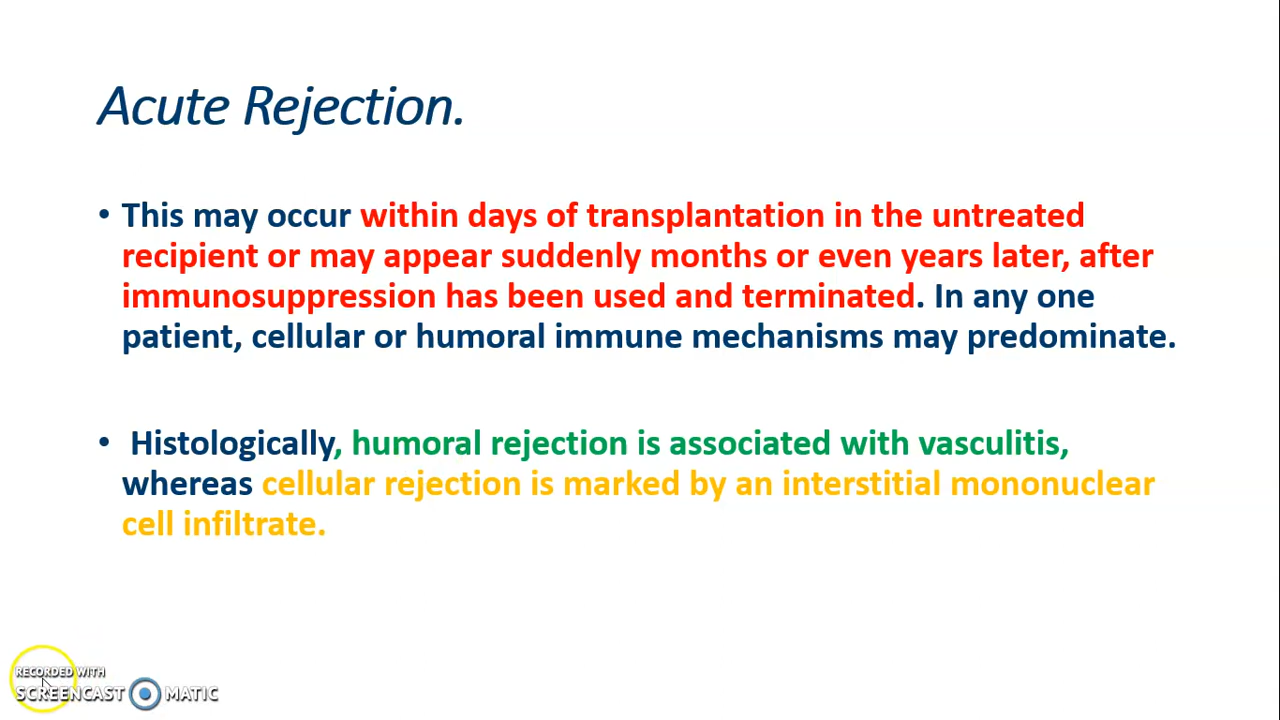 Acute Rejection.
• This may occur within days of transplantation in the untreated
recipient or may appear suddenly months or even years later, after
immunosuppression has been used and terminated. In any one
patient, cellular or humoral immune mechanisms may predominate.
• Histologically, humoral rejection is associated with vasculitis,
whereas cellular rejection is marked by an interstitial mononuclear
cell infiltrate.
RECORDED WITH
SCREENCAST MATIC